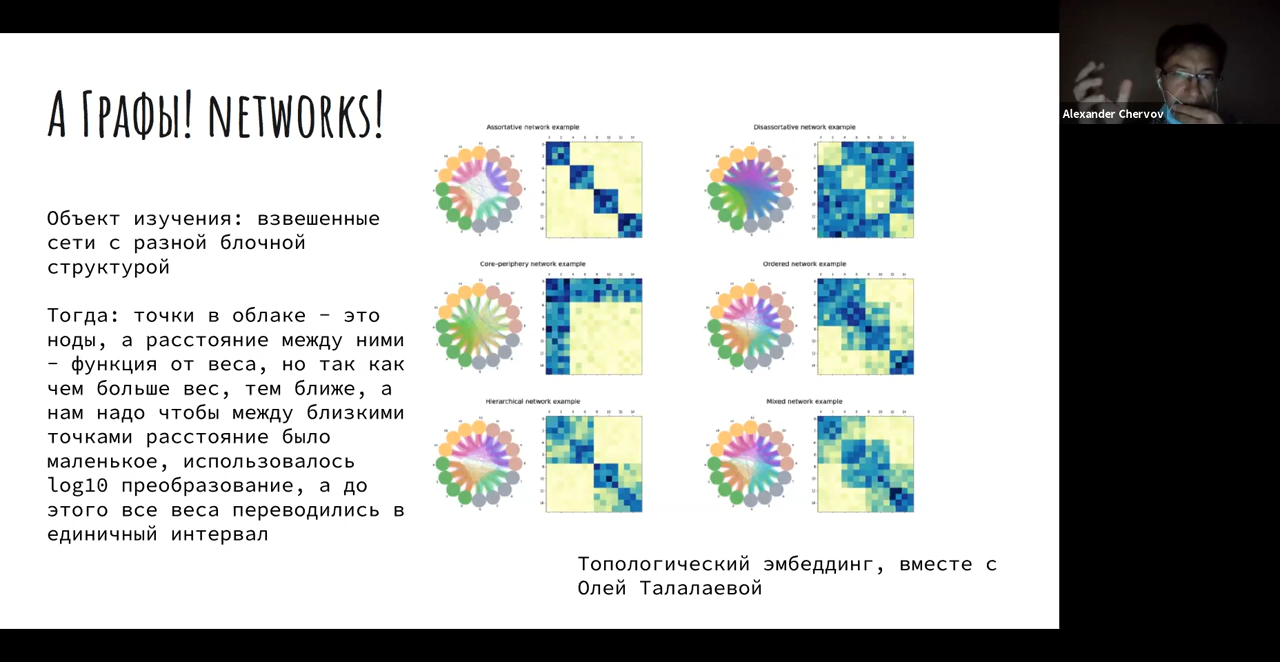 А Графы! NETWORKS!
Объект изучения: взвешенные
сети с разной блочной
структурой
Тогда: точки в облаке - это
ноды, а расстояние между ними
- функция от веса, но так как
чем больше вес, тем ближе, а
нам надо чтобы между близкими
точками расстояние было
маленькое, использовалось
log10 преобразование, а до
этого все веса переводились в
единичный интервал
Assortative network example
Disassortative network example
Core-periphery network example
Ordered network example
Hierarchical network example
Mixed network example
Топологический эмбеддинг, вместе с
Олей Талалаевой
Alexander Chervov